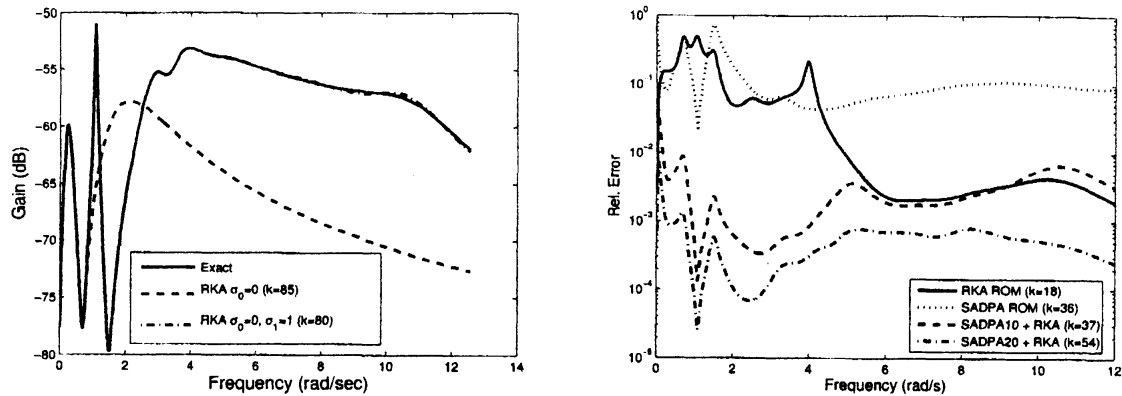 -50
-55
-60
-65
-70
-75
-80
Gain (dB)
Exact
RKA σ0=0 (k=85)
RKA σ0=0, σ1=1 (k=80)
0
2
4
6
8
10
12
14
Frequency (rad/sec)
10^0
10^-1
10^-2
10^-3
10^-4
10^-5
Rel. Error
RKA ROM (k=18)
SADPA ROM (k=36)
SADPA10 + RKA (k=37)
SADPA20 + RKA (k=54)
0
2
4
6
8
10
12
Frequency (rad/s)